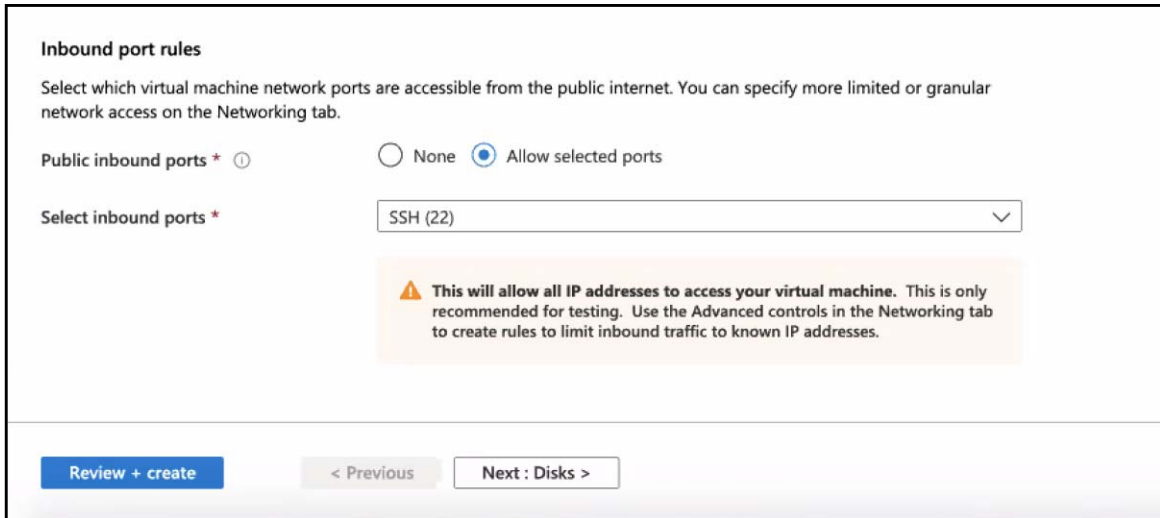 Inbound port rules
Select which virtual machine network ports are accessible from the public internet. You can specify more limited or granular
network access on the Networking tab.
Public inbound ports *
None
Allow selected ports
Select inbound ports *
SSH (22)
This will allow all IP addresses to access your virtual machine. This is only
recommended for testing. Use the Advanced controls in the Networking tab
to create rules to limit inbound traffic to known IP addresses.
Review + create
< Previous
Next : Disks >